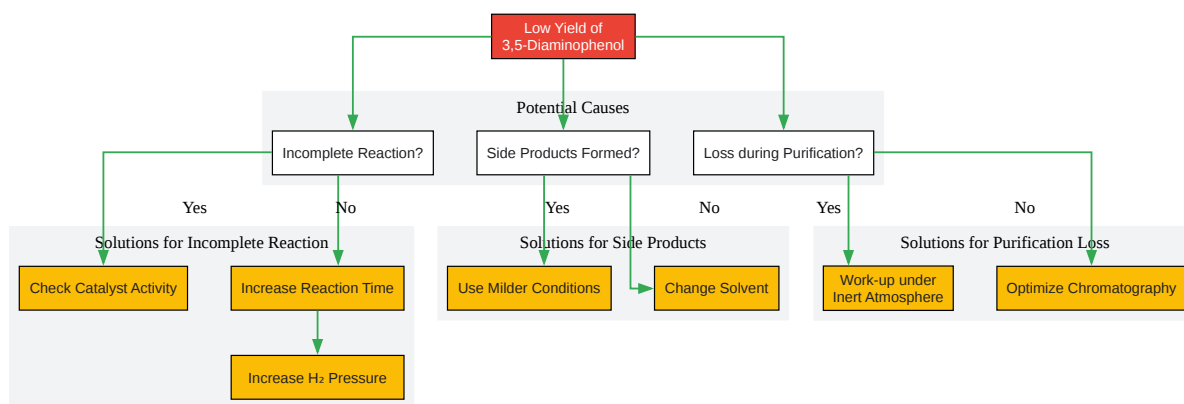 Low Yield of
3,5-Diaminophenol
Potential Causes
Incomplete Reaction?
Side Products Formed?
Loss during Purification?
Yes
No
Yes
No
Yes
No
Solutions for Incomplete Reaction
Solutions for Side Products
Solutions for Purification Loss
Check Catalyst Activity
Increase Reaction Time
Use Milder Conditions
Change Solvent
Work-up under
Inert Atmosphere
Optimize Chromatography
Increase H₂ Pressure